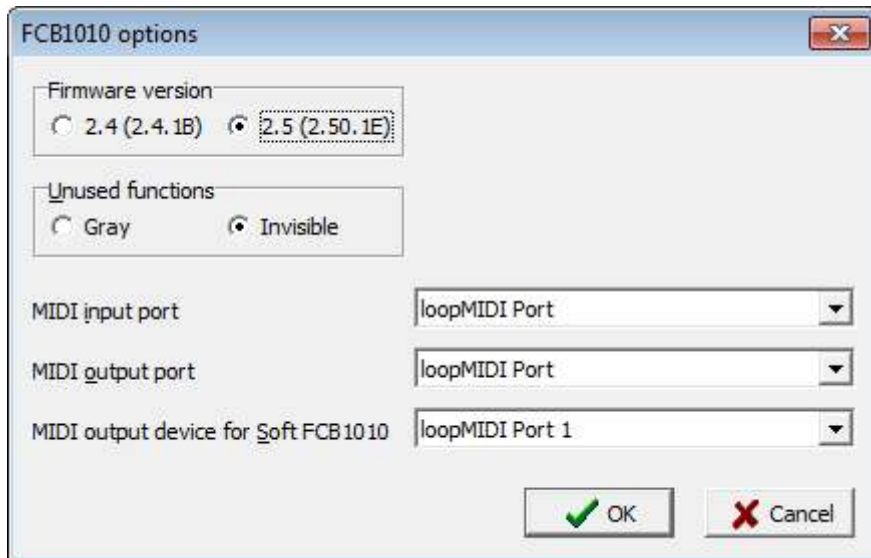 FCB1010 options
Firmware version
2.4 (2.4.1B) 2.5 (2.50.1E)
Unused functions
Gray Invisible
MIDI input port loopMIDI Port
MIDI output port loopMIDI Port
MIDI output device for Soft FCB1010 loopMIDI Port 1
OK Cancel